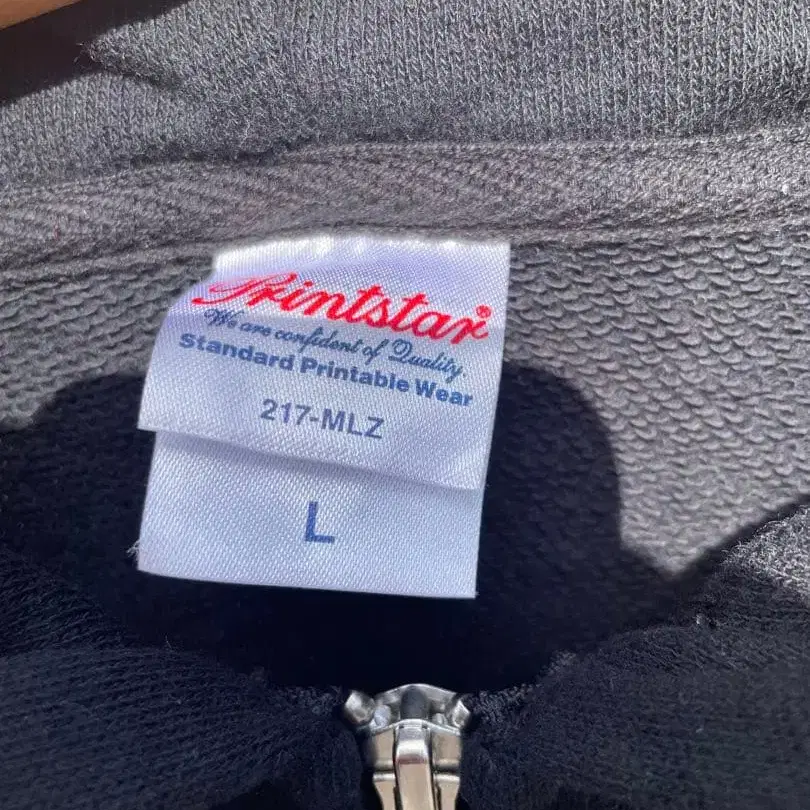 Printstar®
We are confident of Quality.
Standard Printable Wear
217-MLZ
L